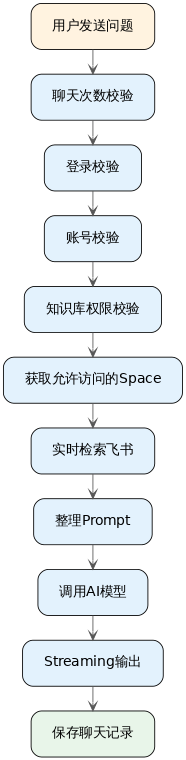 用户发送问题
聊天次数校验
登录校验
账号校验
知识库权限校验
获取允许访问的Space
实时检索飞书
整理Prompt
调用AI模型
Streaming输出
保存聊天记录